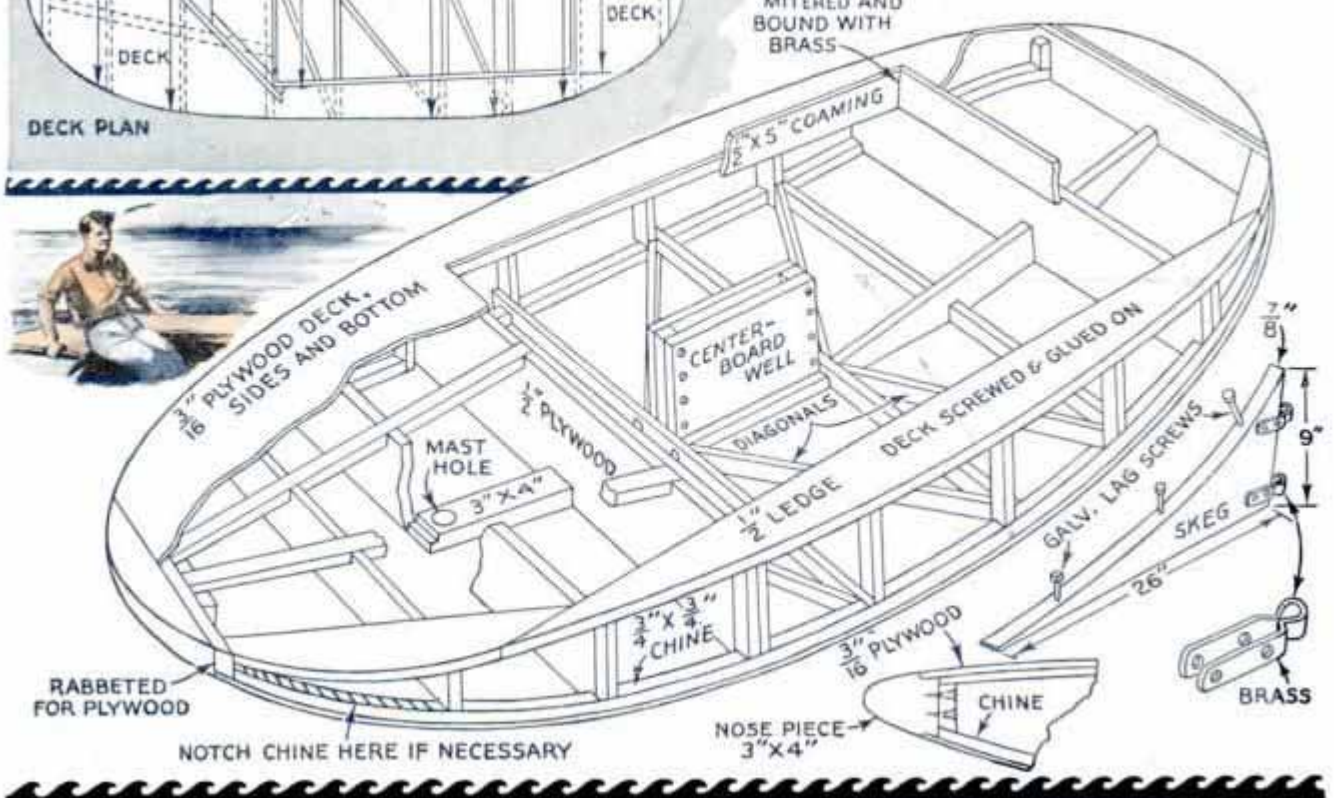 DECK
DECK
DECK PLAN
MITERED AND
BOUND WITH
BRASS
1/2" X 5" COAMING
3/16" PLYWOOD DECK,
SIDES AND BOTTOM
CENTER-
BOARD
WELL
1/2" PLYWOOD
DIAGONALS
DECK SCREWED & GLUED ON
MAST
HOLE
3" X 4"
1/2" LEDGE
7/8"
9"
GALV. LAG SCREWS
SKEG
26"
3/4" X 3/4"
CHINE
3/16" PLYWOOD
RABBETED
FOR PLYWOOD
NOTCH CHINE HERE IF NECESSARY
NOSE PIECE
3"X4"
CHINE
BRASS